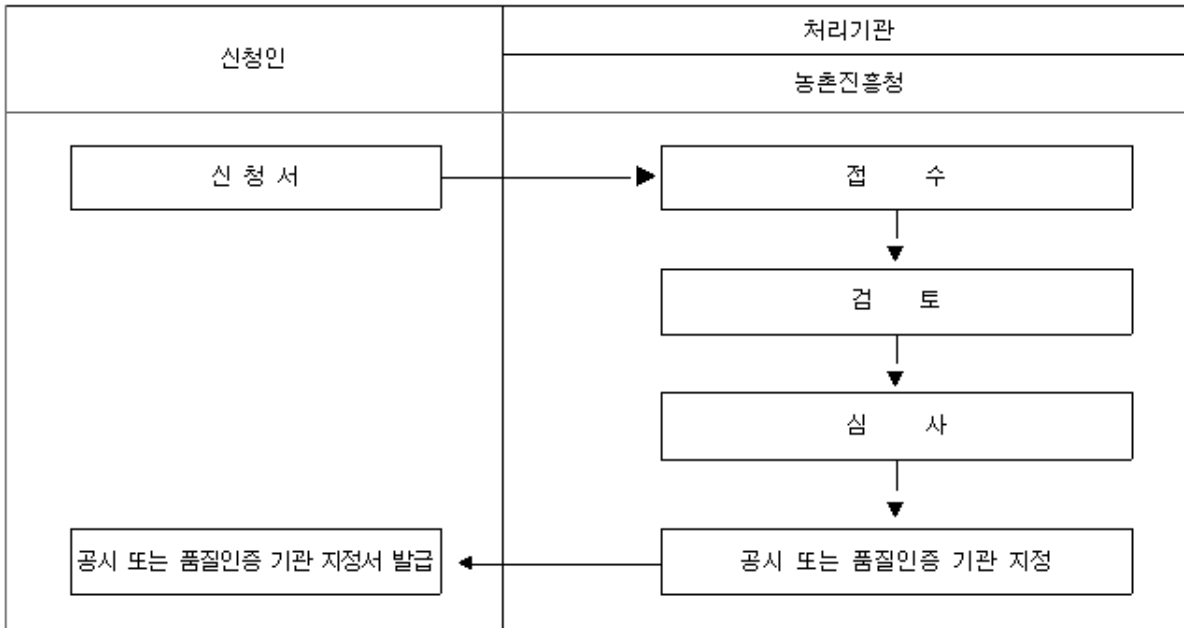 신청인
처리기관
농촌진흥청
신 청 서
접 수
검 토
심 사
공시 또는 품질인증 기관 지정서 발급
공시 또는 품질인증 기관 지정